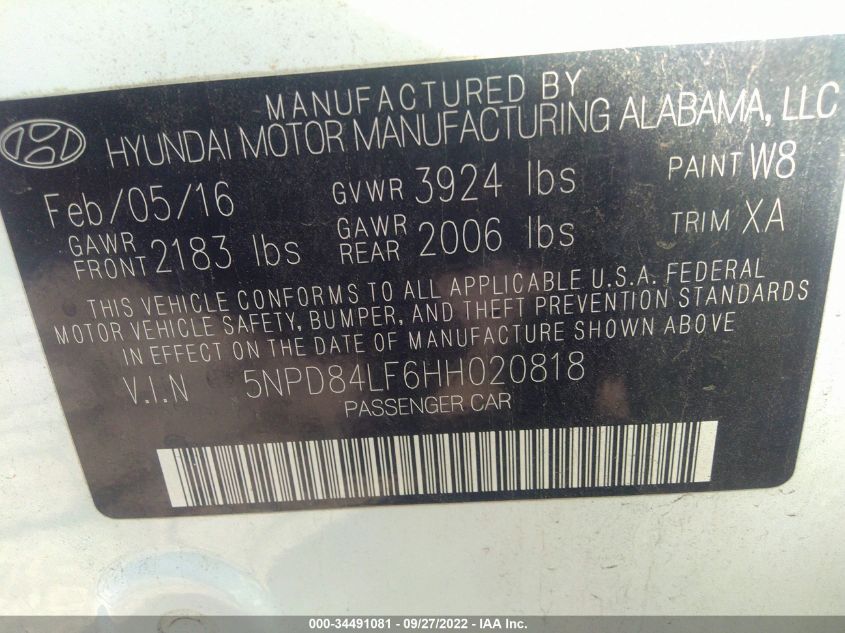 MANUFACTURED BY
HYUNDAI MOTOR MANUFACTURING ALABAMA, LLC
Feb/05/16 GVWR 3924 lbs PAINT W8
GAWR FRONT 2183 lbs GAWR REAR 2006 lbs TRIM XA
THIS VEHICLE CONFORMS TO ALL APPLICABLE U.S.A. FEDERAL
MOTOR VEHICLE SAFETY, BUMPER, AND THEFT PREVENTION STANDARDS
IN EFFECT ON THE DATE OF MANUFACTURE SHOWN ABOVE
V.I.N 5NPD84LF6HH020818
PASSENGER CAR
000-34491081 - 09/27/2022 - IAA Inc.